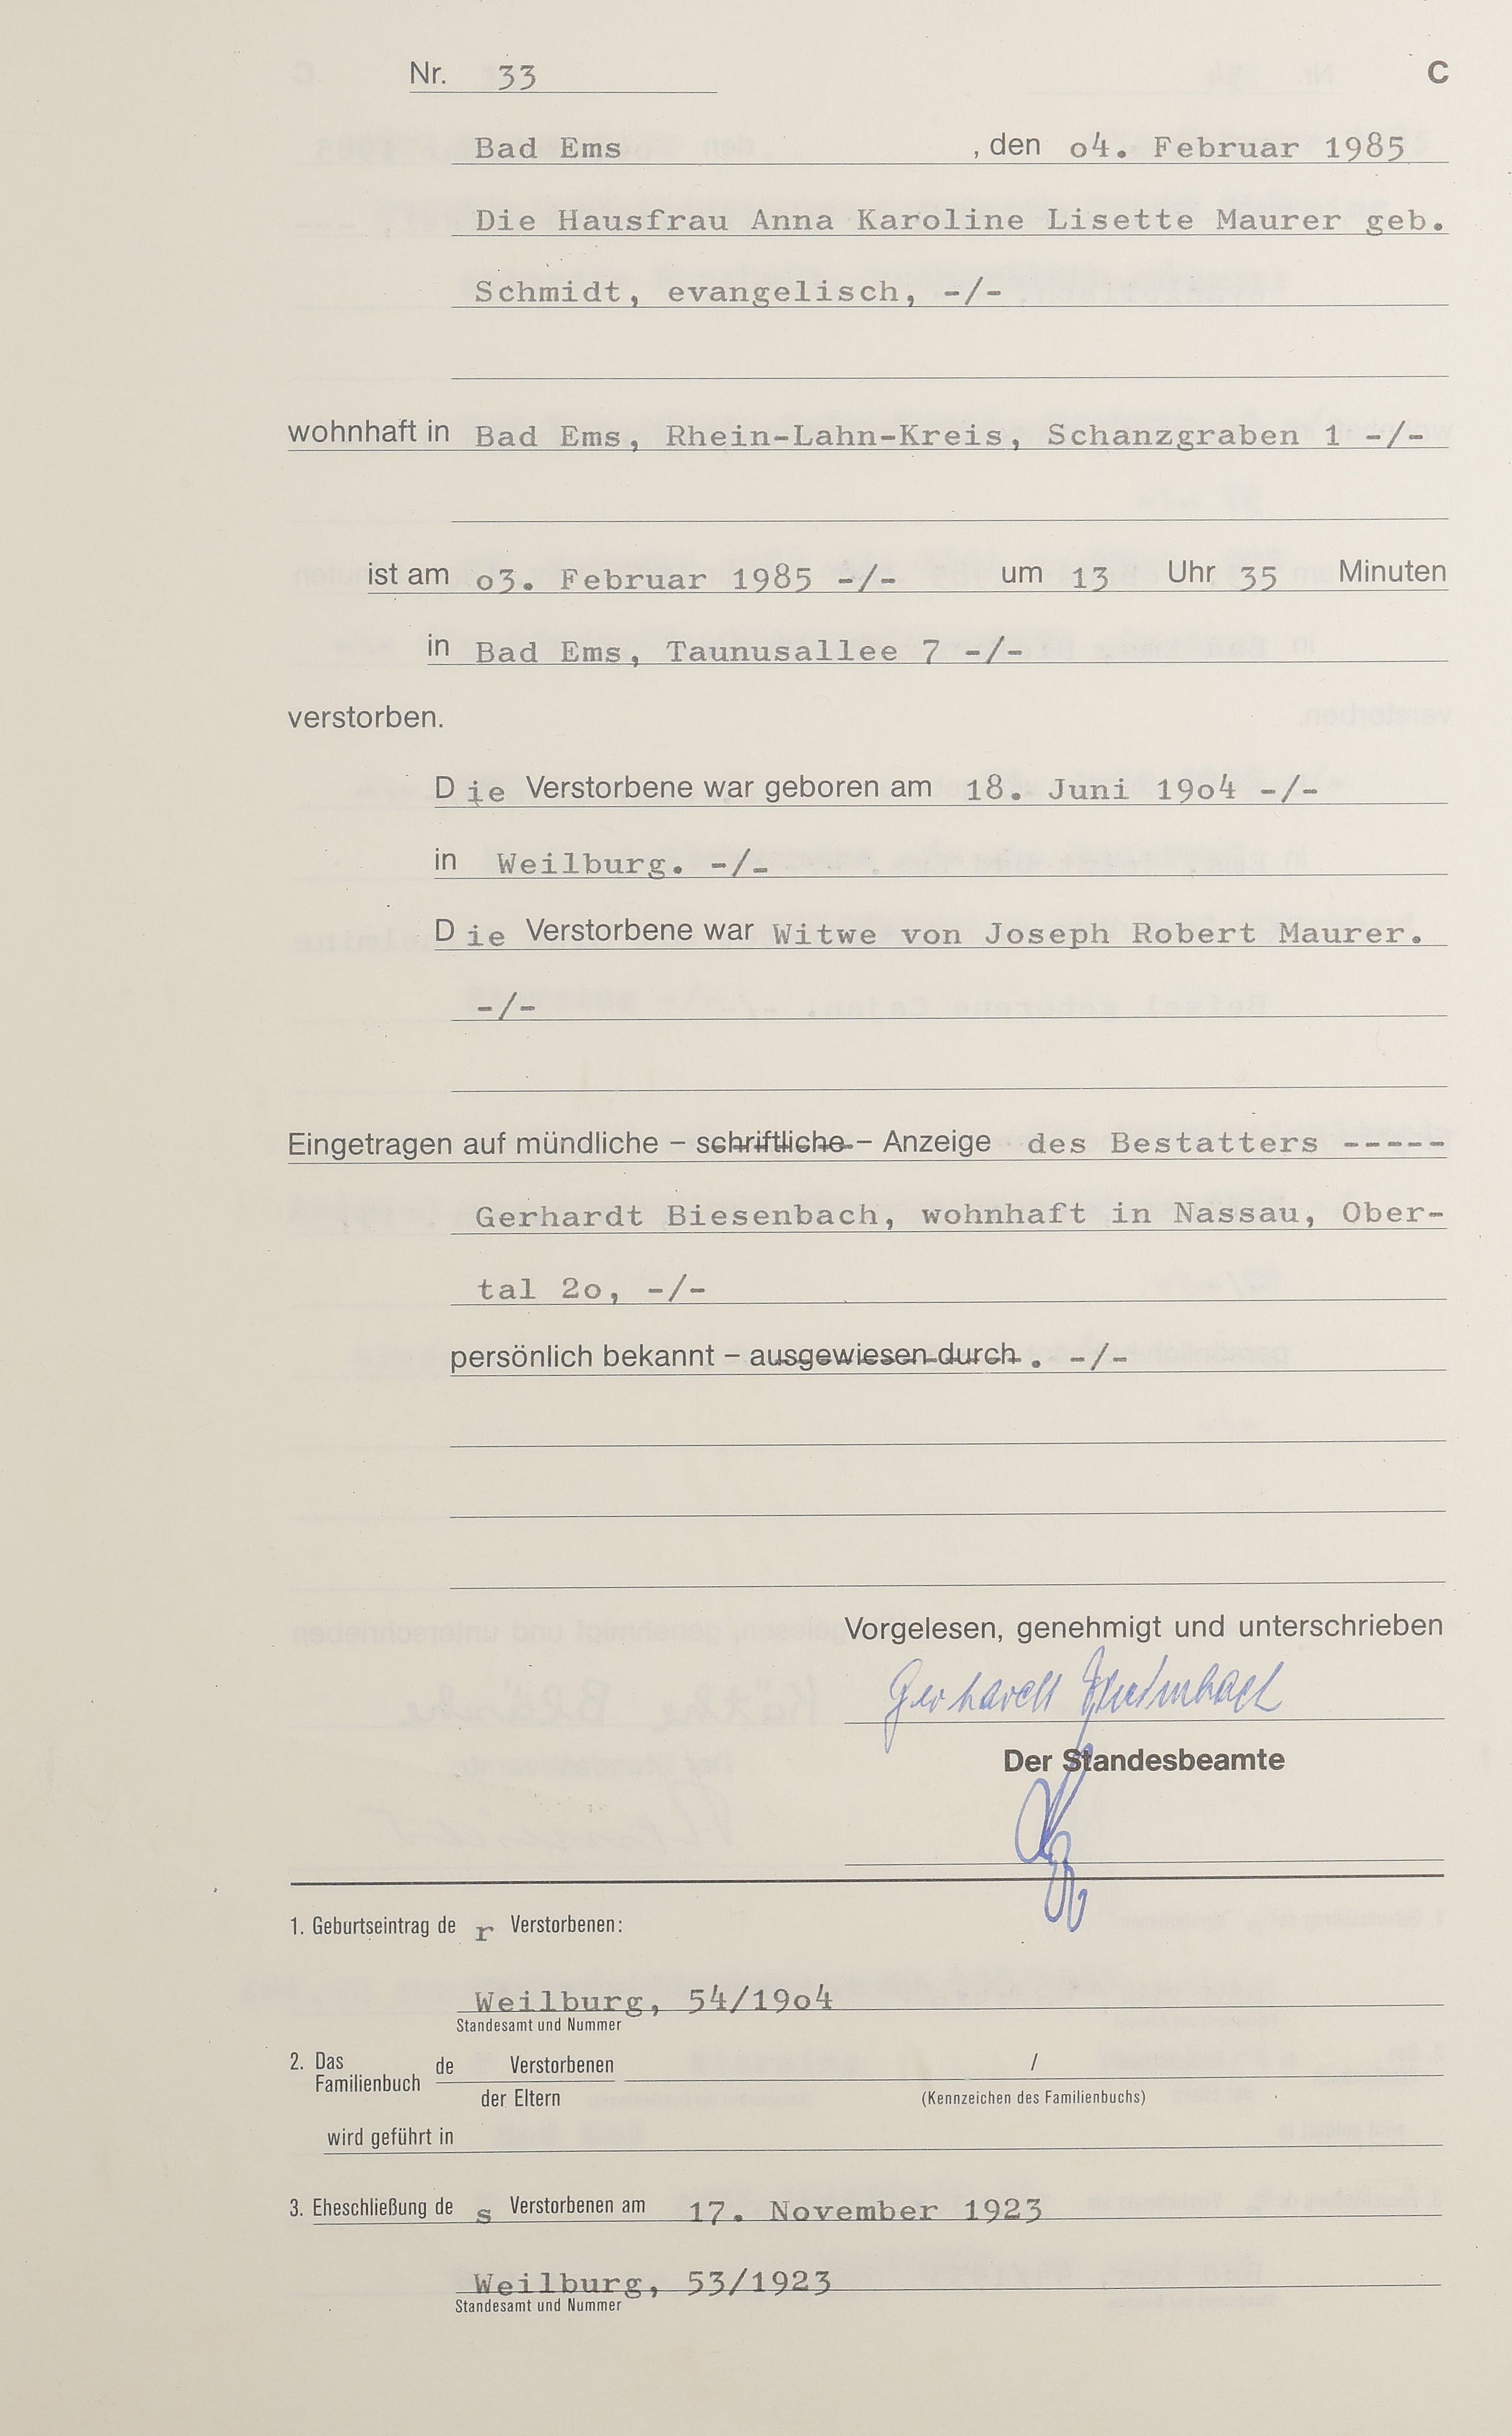 Nr. 33 C
Bad Ems , den o4. Februar 1985
Die Hausfrau Anna Karoline Lisette Maurer geb.
Schmidt, evangelisch, -/-
wohnhaft in Bad Ems, Rhein-Lahn-Kreis, Schanzgraben 1 -/-
ist am o3. Februar 1985 -/- um 13 Uhr 35 Minuten
in Bad Ems, Taunusallee 7 -/-
verstorben.
Die Verstorbene war geboren am 18. Juni 19o4 -/-
in Weilburg. -/-
Die Verstorbene war Witwe von Joseph Robert Maurer.
-/-
Eingetragen auf mündliche – schriftliche – Anzeige des Bestatters -----
Gerhardt Biesenbach, wohnhaft in Nassau, Ober-
tal 2o, -/-
persönlich bekannt – ausgewiesen durch . -/-
Vorgelesen, genehmigt und unterschrieben
Gerhardt Biesenbach
Der Standesbeamte
1. Geburtseintrag de r Verstorbenen:
Weilburg, 54/19o4
Standesamt und Nummer
2. Das Familienbuch de Verstorbenen /
der Eltern (Kennzeichen des Familienbuchs)
wird geführt in
3. Eheschließung de s Verstorbenen am 17. November 1923
Weilburg, 53/1923
Standesamt und Nummer